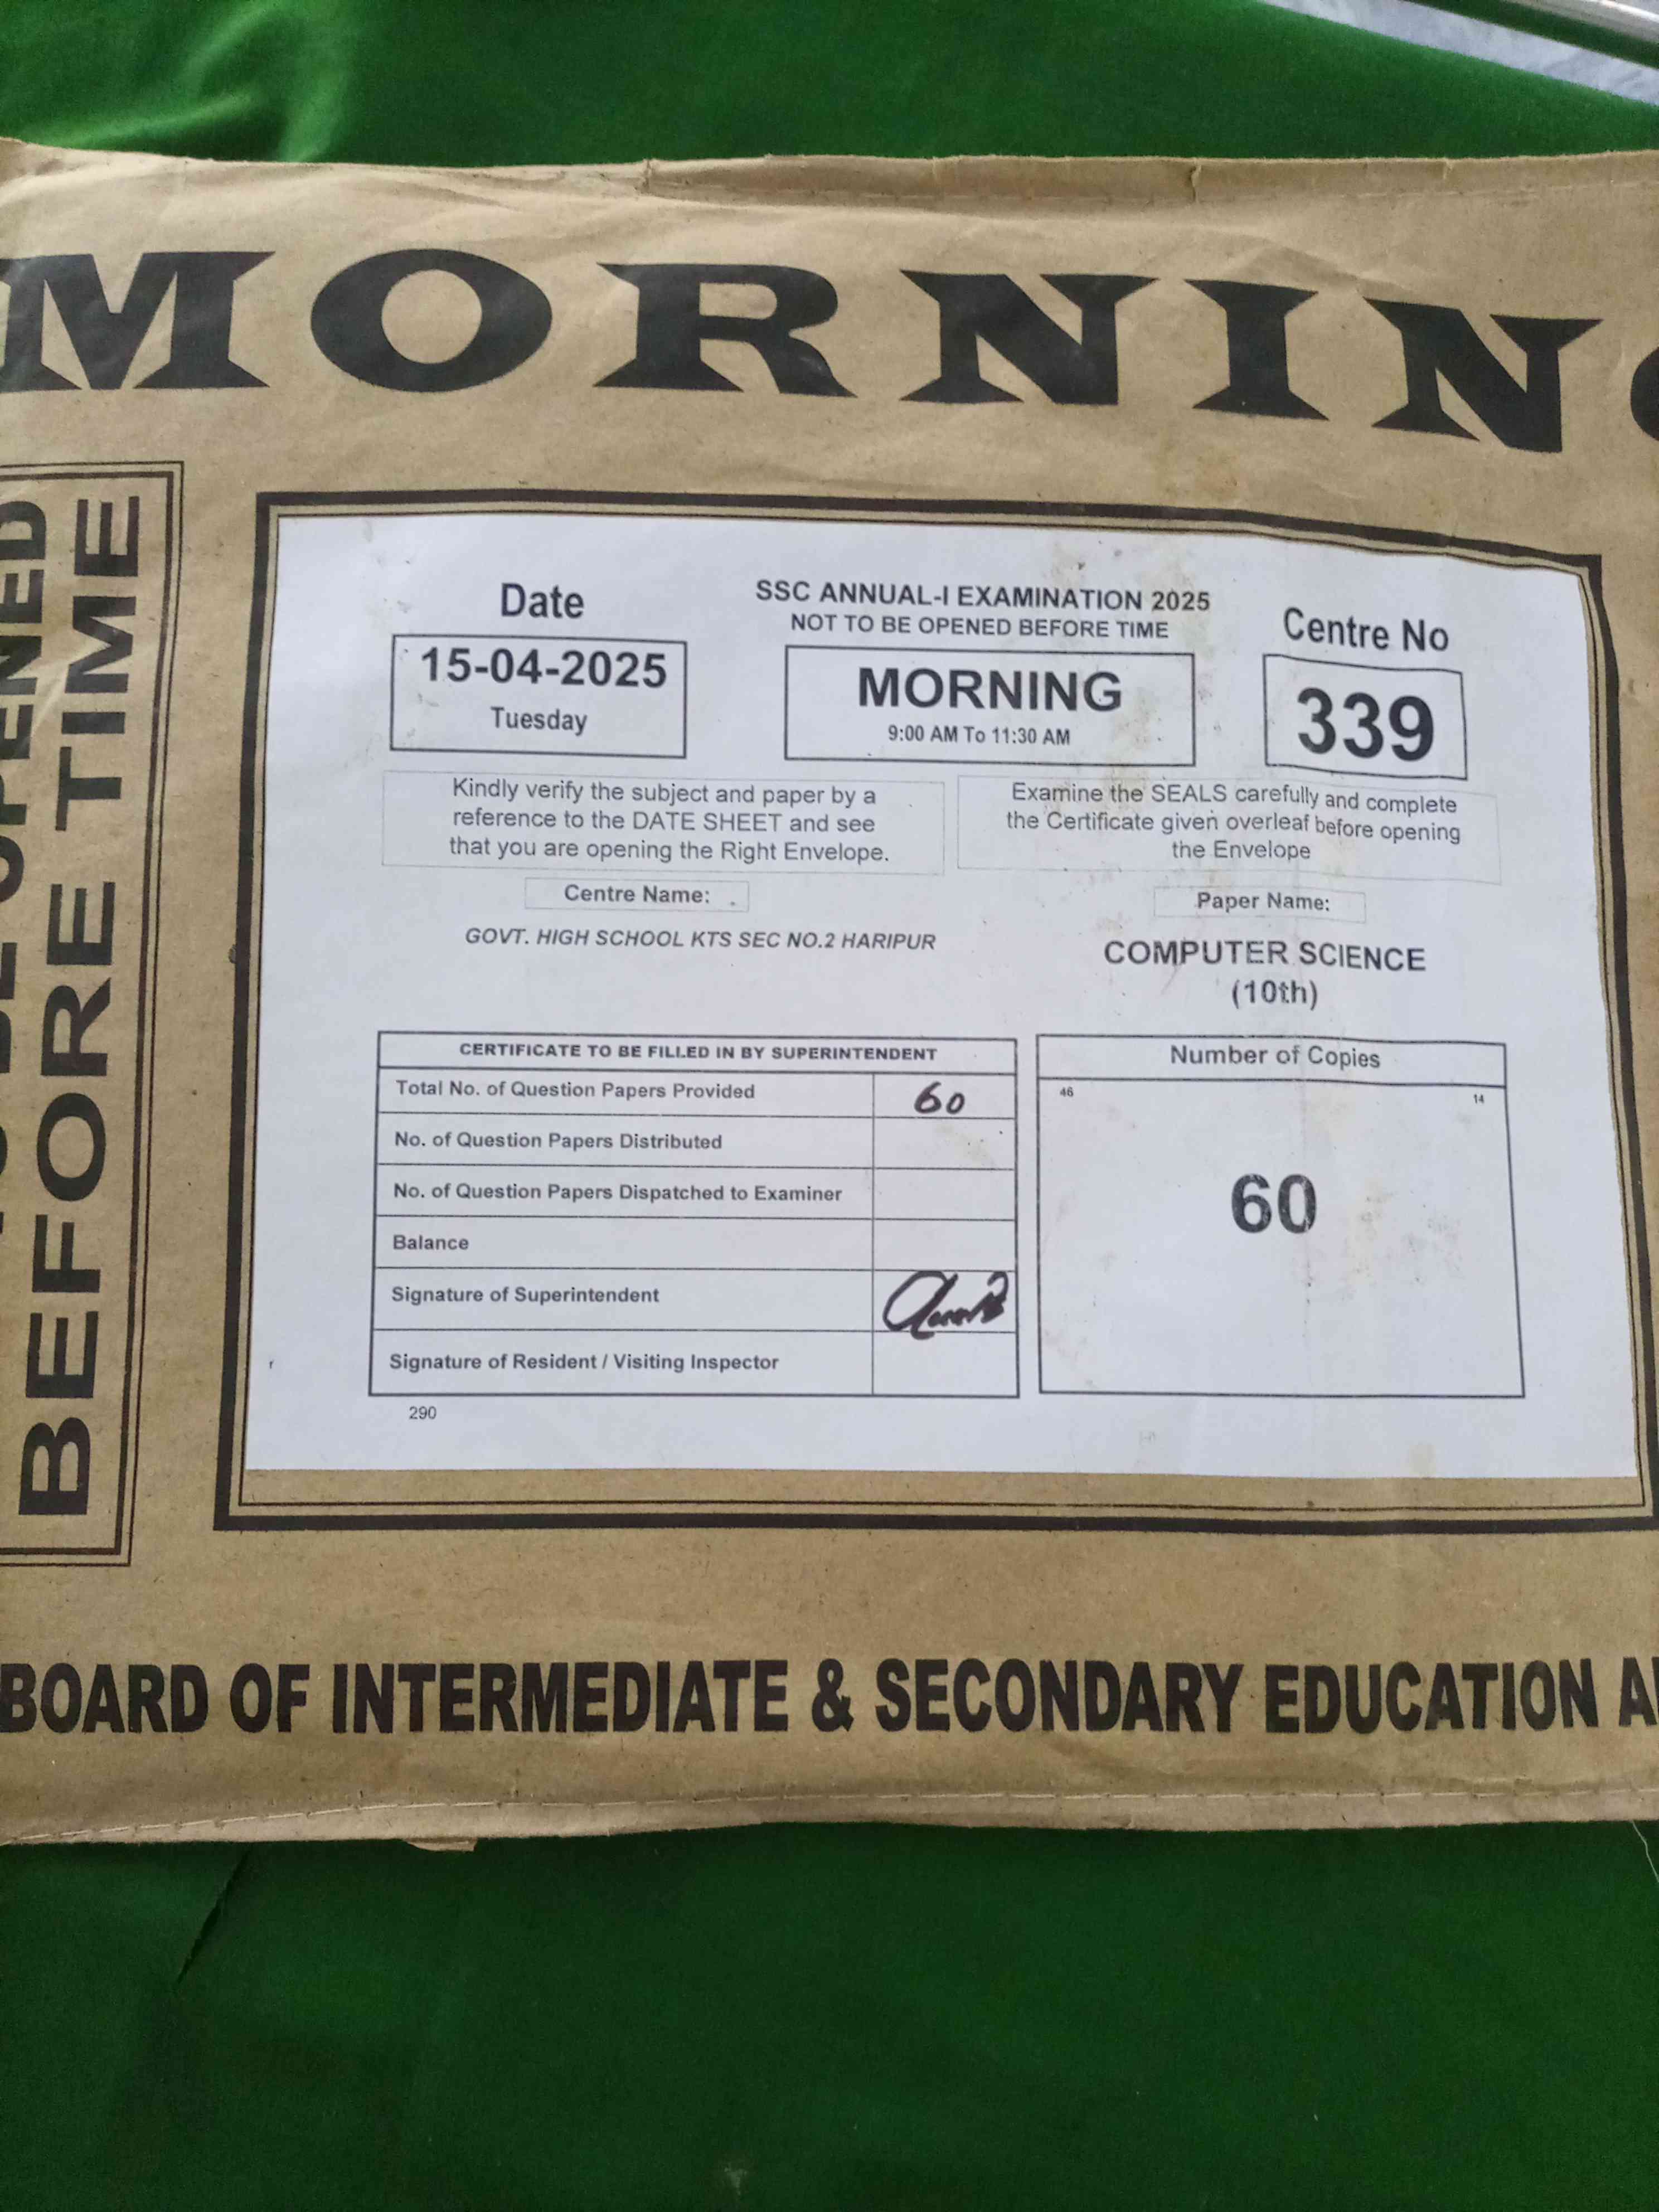 MORNIN
OPENED
BEFORE TIME
Date
15-04-2025
Tuesday
SSC ANNUAL-I EXAMINATION 2025
NOT TO BE OPENED BEFORE TIME
MORNING
9:00 AM To 11:30 AM
Centre No
339
Kindly verify the subject and paper by a
reference to the DATE SHEET and see
that you are opening the Right Envelope.
Examine the SEALS carefully and complete
the Certificate given overleaf before opening
the Envelope
Centre Name:
GOVT. HIGH SCHOOL KTS SEC NO.2 HARIPUR
Paper Name:
COMPUTER SCIENCE
(10th)
CERTIFICATE TO BE FILLED IN BY SUPERINTENDENT
Total No. of Question Papers Provided 60
No. of Question Papers Distributed
No. of Question Papers Dispatched to Examiner
Balance
Signature of Superintendent
Signature of Resident / Visiting Inspector
290
Number of Copies
46 14
60
BOARD OF INTERMEDIATE & SECONDARY EDUCATION